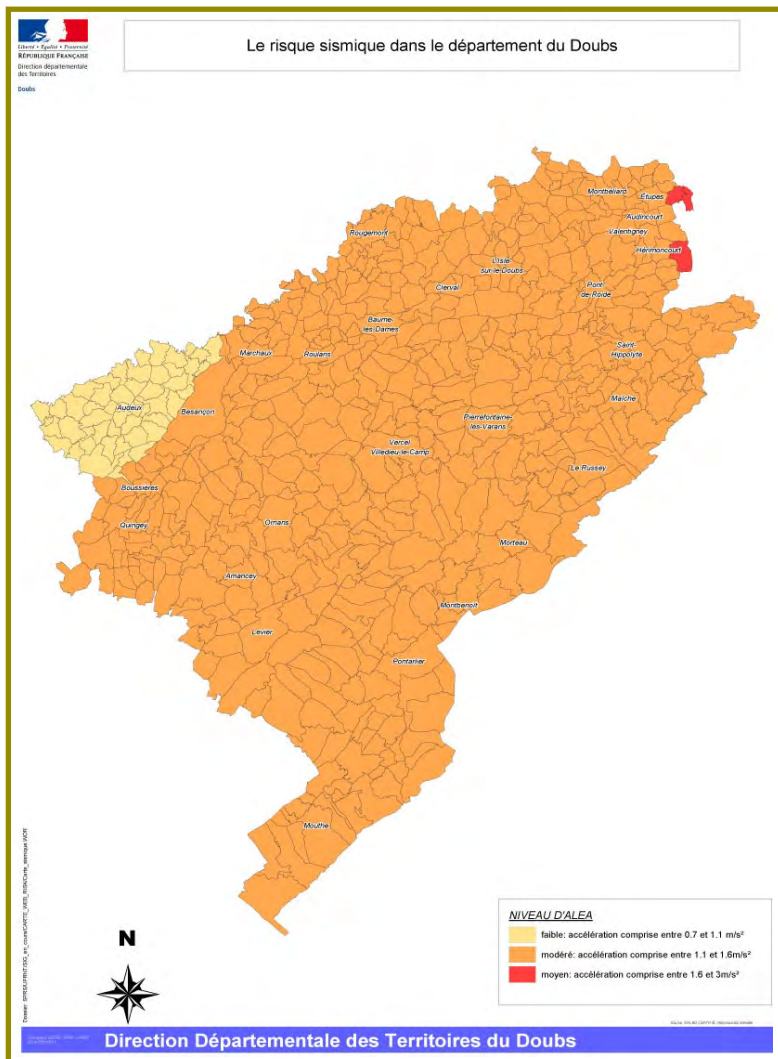 Liberté • Égalité • Fraternité
RÉPUBLIQUE FRANÇAISE
Direction départementale
des Territoires
Doubs
Le risque sismique dans le département du Doubs
Montbéliard
Étupes
Audincourt
Valentigney
Hérimoncourt
Rougemont
L'Isle
-sur-le-Doubs
Clerval
Pont
-de-Roide
Baume
-les-Dames
Marchaux
Roulans
Saint-
Hippolyte
Audeux
Besançon
Maîche
Pierrefontaine-
les-Varans
Vercel
Villedieu-le-Camp
Le Russey
Boussières
Quingey
Ornans
Morteau
Amancey
Montbenoit
Levier
Pontarlier
Mouthe
N
NIVEAU D'ALEA
faible: accélération comprise entre 0.7 et 1.1 m/s²
modéré: accélération comprise entre 1.1 et 1.6m/s²
moyen: accélération comprise entre 1.6 et 3m/s²
Direction Départementale des Territoires du Doubs